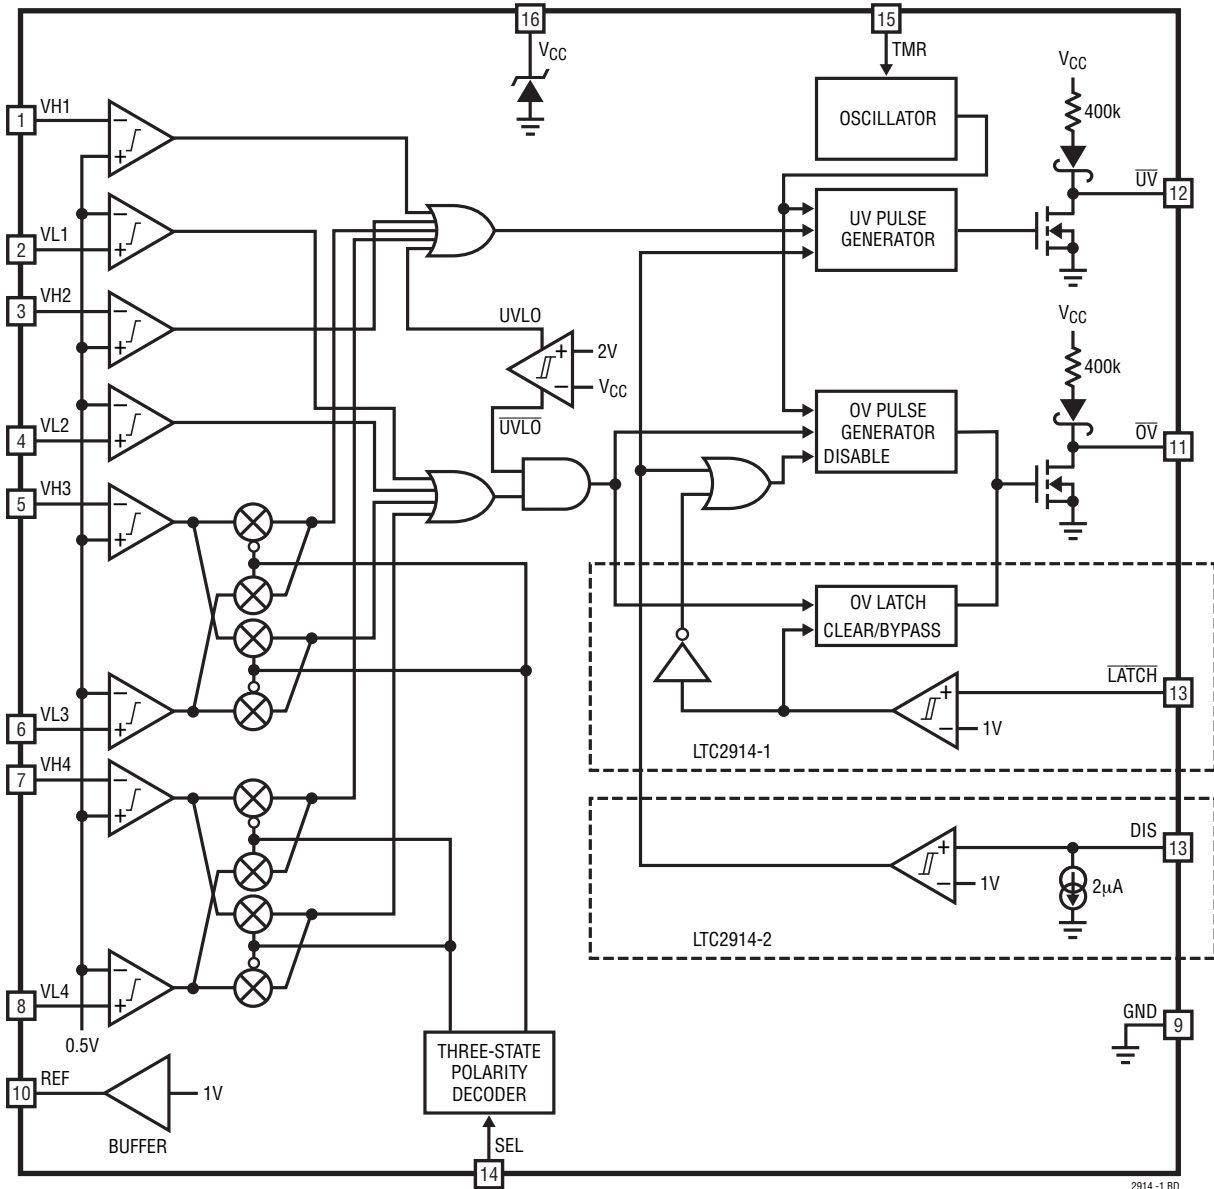 16
VCC
15
TMR
OSCILLATOR
VCC
400k
UV
12
1
VH1
2
VL1
3
VH2
4
VL2
5
VH3
6
VL3
7
VH4
8
VL4
0.5V
10
REF
1V
BUFFER
UV PULSE
GENERATOR
UVLO
2V
VCC
UVLO
OV PULSE
GENERATOR
DISABLE
VCC
400k
OV
11
OV LATCH
CLEAR/BYPASS
LATCH
13
1V
LTC2914-1
DIS
13
1V
2µA
LTC2914-2
GND
9
THREE-STATE
POLARITY
DECODER
SEL
14
2914 -1 BD
− + − + − + − + − + − + − + − +
+ −
+ −
+ −